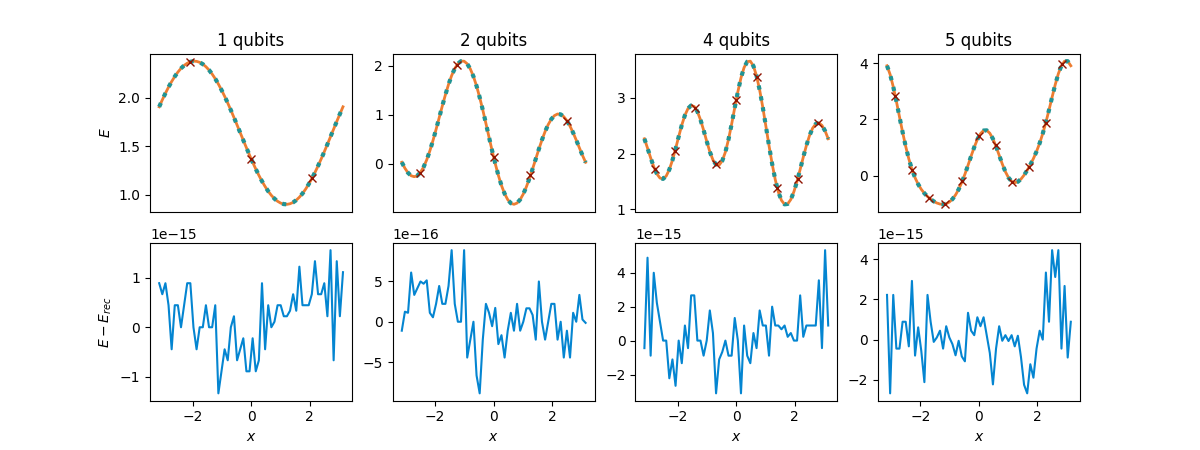 1 qubits 2 qubits 4 qubits 5 qubits
E
2.0 1.5 1.0
2 1 0
3 2 1
4 2 0
1e−15 1e−16 1e−15 1e−15
E − E_rec
1 0 −1
5 0 −5
4 2 0 −2
4 2 0 −2
−2 0 2 −2 0 2 −2 0 2 −2 0 2
x x x x